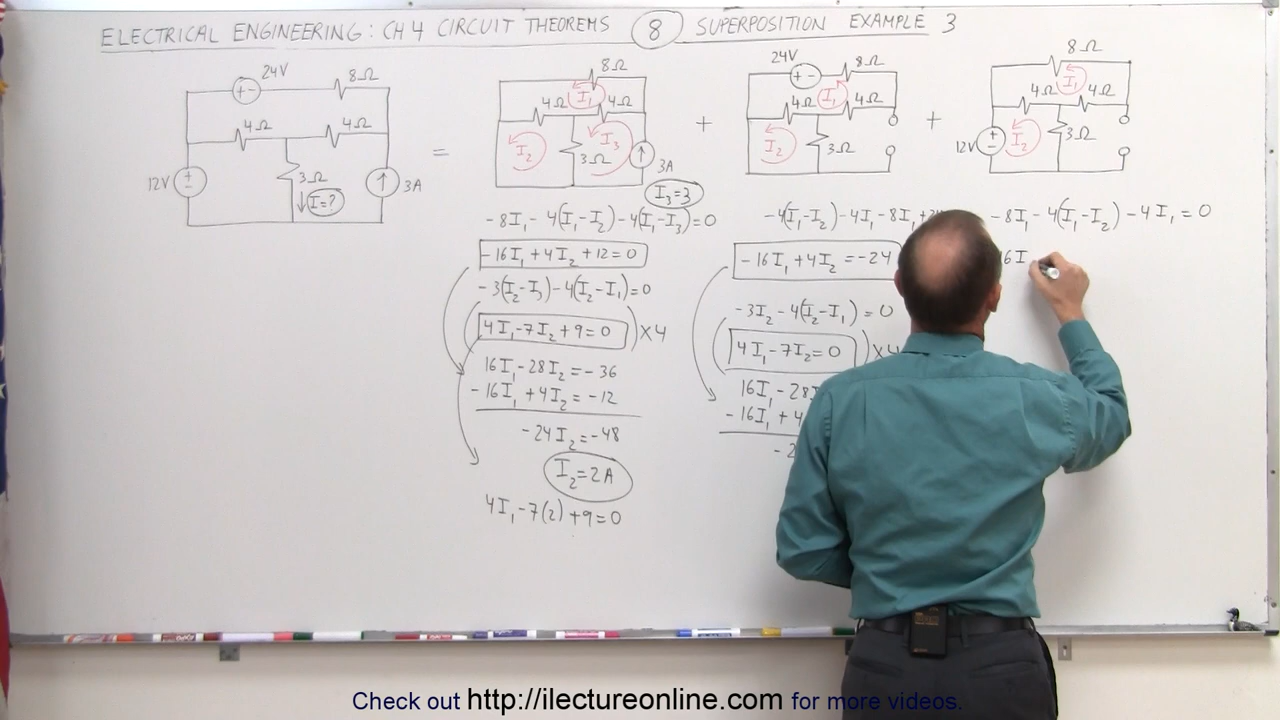 ELECTRICAL ENGINEERING: CH 4 CIRCUIT THEOREMS 8 SUPERPOSITION EXAMPLE 3
24V
8Ω
4Ω
4Ω
12V
+ -
3Ω
I=?
3A
=
8Ω
4Ω
I₁
4Ω
I₂
I₃
3Ω
3A
I₃=3
-8I₁-4(I₁-I₂)-4(I₁-I₃)=0
-16I₁+4I₂+12=0
-3(I₂-I₃)-4(I₂-I₁)=0
4I₁-7I₂+9=0 )X4
16I₁-28I₂=-36
-16I₁+4I₂=-12
-24I₂=-48
I₂=2A
4I₁-7(2)+9=0
+
24V
+ -
8Ω
4Ω
I₁
4Ω
I₂
3Ω
-4(I₁-I₂)-4I₁-8I₁+
-16I₁+4I₂=-24
-3I₂-4(I₂-I₁)=0
4I₁-7I₂=0 )X4
16I₁-28I
-16I₁+4
-2
+
8Ω
I₁
4Ω
4Ω
12V
I₂
3Ω
-8I₁-4(I₁-I₂)-4I₁=0
16I
Check out http://ilectureonline.com for more videos.